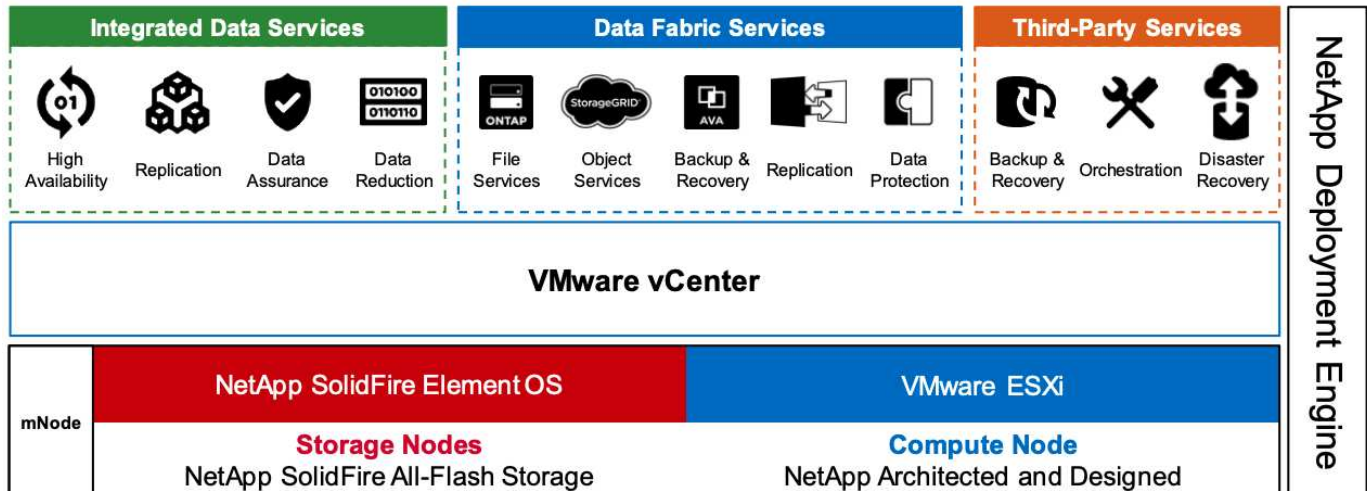 Integrated Data Services
01
High
Availability
Replication
Data
Assurance
010100
0110110
Data
Reduction
Data Fabric Services
ONTAP
File
Services
StorageGRID
Object
Services
AVA
Backup &
Recovery
Replication
Data
Protection
Third-Party Services
Backup &
Recovery
Orchestration
Disaster
Recovery
VMware vCenter
mNode
NetApp SolidFire Element OS
Storage Nodes
NetApp SolidFire All-Flash Storage
VMware ESXi
Compute Node
NetApp Architected and Designed
NetApp Deployment Engine